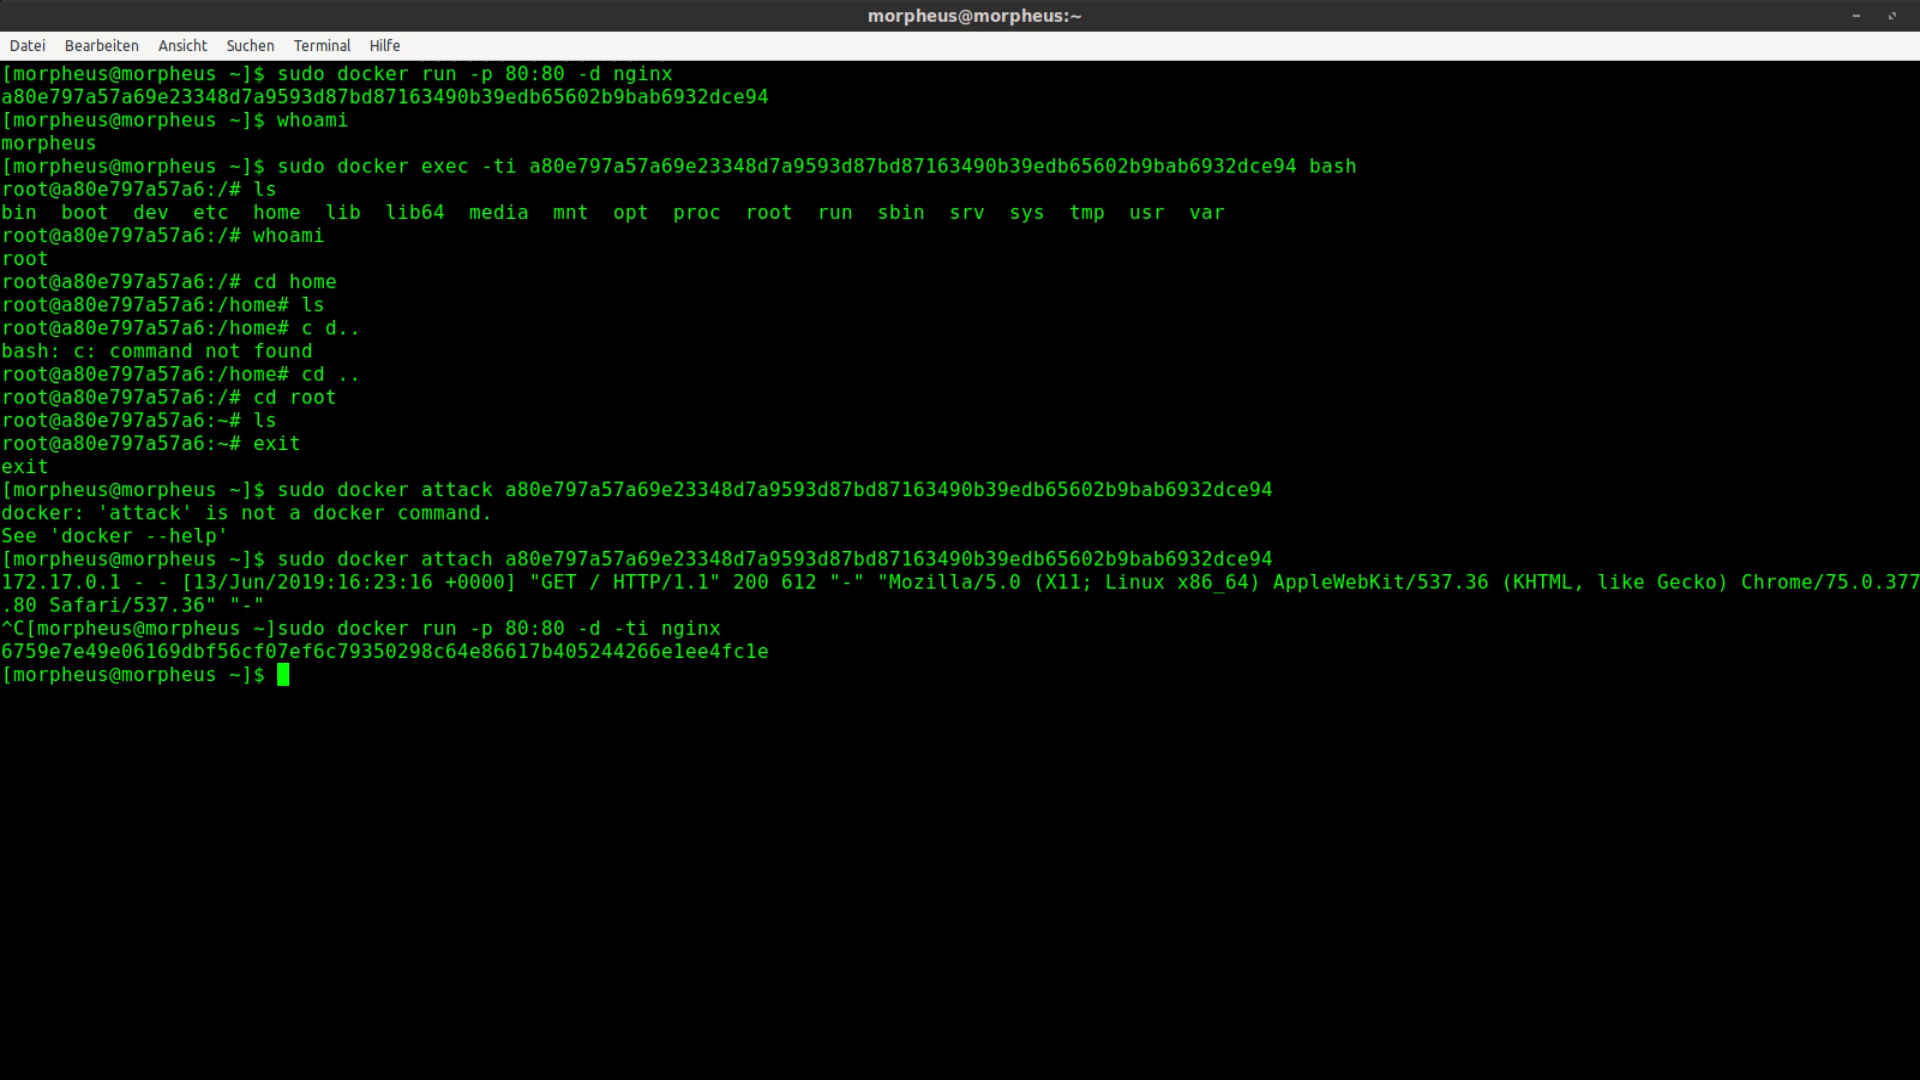 morpheus@morpheus:~
Datei Bearbeiten Ansicht Suchen Terminal Hilfe
[morpheus@morpheus ~]$ sudo docker run -p 80:80 -d nginx
a80e797a57a69e23348d7a9593d87bd87163490b39edb65602b9bab6932dce94
[morpheus@morpheus ~]$ whoami
morpheus
[morpheus@morpheus ~]$ sudo docker exec -ti a80e797a57a69e23348d7a9593d87bd87163490b39edb65602b9bab6932dce94 bash
root@a80e797a57a6:/# ls
bin  boot  dev  etc  home  lib  lib64  media  mnt  opt  proc  root  run  sbin  srv  sys  tmp  usr  var
root@a80e797a57a6:/# whoami
root
root@a80e797a57a6:/# cd home
root@a80e797a57a6:/home# ls
root@a80e797a57a6:/home# c d..
bash: c: command not found
root@a80e797a57a6:/home# cd ..
root@a80e797a57a6:/# cd root
root@a80e797a57a6:~# ls
root@a80e797a57a6:~# exit
exit
[morpheus@morpheus ~]$ sudo docker attack a80e797a57a69e23348d7a9593d87bd87163490b39edb65602b9bab6932dce94
docker: 'attack' is not a docker command.
See 'docker --help'
[morpheus@morpheus ~]$ sudo docker attach a80e797a57a69e23348d7a9593d87bd87163490b39edb65602b9bab6932dce94
172.17.0.1 - - [13/Jun/2019:16:23:16 +0000] "GET / HTTP/1.1" 200 612 "-" "Mozilla/5.0 (X11; Linux x86_64) AppleWebKit/537.36 (KHTML, like Gecko) Chrome/75.0.377
.80 Safari/537.36" "-"
^C[morpheus@morpheus ~]sudo docker run -p 80:80 -d -ti nginx
6759e7e49e06169dbf56cf07ef6c79350298c64e86617b405244266e1ee4fc1e
[morpheus@morpheus ~]$